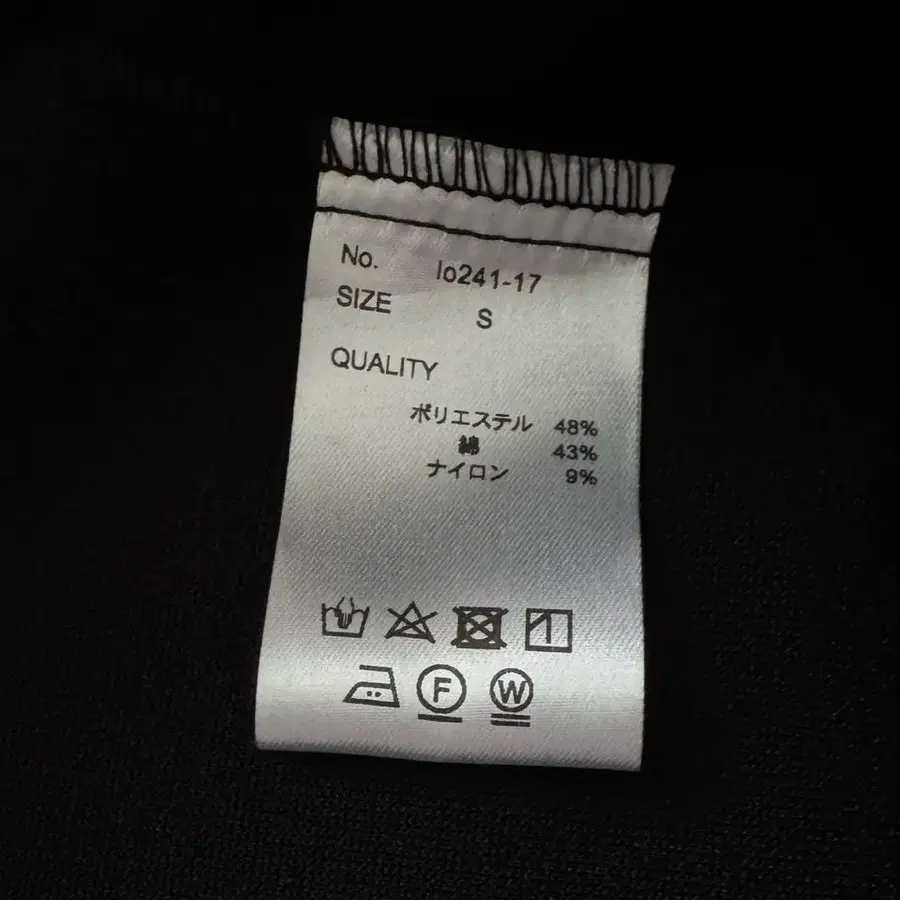 No. lo241-17
SIZE S
QUALITY
ポリエステル 48%
綿 43%
ナイロン 9%
F W